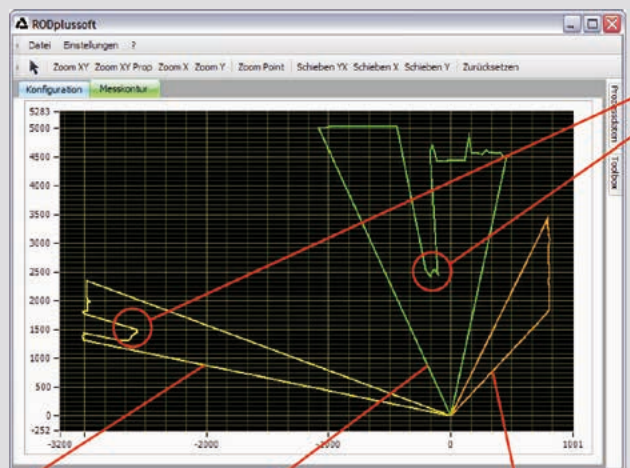 RODplussoft
Datei Einstellungen ?
Zoom XY Zoom XY Prop Zoom X Zoom Y Zoom Point Schieben YX Schieben X Schieben Y Zurücksetzen
Konfiguration Messkontur
Prozessdaten Toolbox
5283
5000
4500
4000
3500
3000
2500
2000
1500
1000
500
0
-252
-3200 -2000 -1000 0 1001